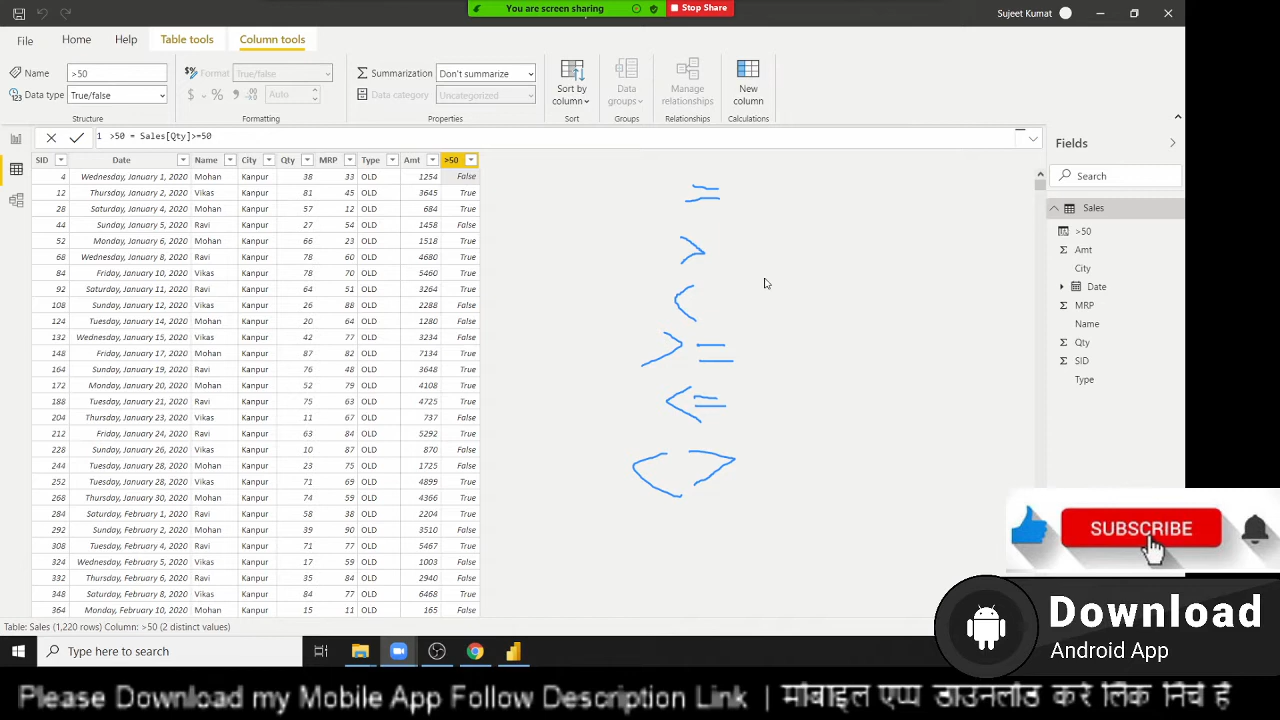 You are screen sharing
Stop Share
Sujeet Kumat
File
Home
Help
Table tools
Column tools
Name
>50
Format
True/false
Summarization
Don't summarize
Data type
True/false
$
%
Auto
Data category
Uncategorized
Sort by
column
Data
groups
Manage
relationships
New
column
Structure
Formatting
Properties
Sort
Groups
Relationships
Calculations
1 >50 = Sales[Qty]>=50
SID Date Name City Qty MRP Type Amt >50
4 Wednesday, January 1, 2020 Mohan Kanpur 38 33 OLD 1254 False
12 Thursday, January 2, 2020 Vikas Kanpur 81 45 OLD 3645 True
28 Saturday, January 4, 2020 Mohan Kanpur 57 12 OLD 684 True
44 Sunday, January 5, 2020 Ravi Kanpur 27 54 OLD 1458 False
52 Monday, January 6, 2020 Mohan Kanpur 66 23 OLD 1518 True
68 Wednesday, January 8, 2020 Ravi Kanpur 78 60 OLD 4680 True
84 Friday, January 10, 2020 Vikas Kanpur 78 70 OLD 5460 True
92 Saturday, January 11, 2020 Ravi Kanpur 64 51 OLD 3264 True
108 Sunday, January 12, 2020 Vikas Kanpur 26 88 OLD 2288 False
124 Tuesday, January 14, 2020 Mohan Kanpur 20 64 OLD 1280 False
132 Wednesday, January 15, 2020 Vikas Kanpur 42 77 OLD 3234 False
148 Friday, January 17, 2020 Mohan Kanpur 87 82 OLD 7134 True
164 Sunday, January 19, 2020 Ravi Kanpur 76 48 OLD 3648 True
172 Monday, January 20, 2020 Mohan Kanpur 52 79 OLD 4108 True
188 Tuesday, January 21, 2020 Ravi Kanpur 75 63 OLD 4725 True
204 Thursday, January 23, 2020 Vikas Kanpur 11 67 OLD 737 False
212 Friday, January 24, 2020 Ravi Kanpur 63 84 OLD 5292 True
228 Sunday, January 26, 2020 Vikas Kanpur 10 87 OLD 870 False
244 Tuesday, January 28, 2020 Mohan Kanpur 23 75 OLD 1725 False
252 Tuesday, January 28, 2020 Vikas Kanpur 71 69 OLD 4899 True
268 Thursday, January 30, 2020 Mohan Kanpur 74 59 OLD 4366 True
284 Saturday, February 1, 2020 Ravi Kanpur 58 38 OLD 2204 True
292 Sunday, February 2, 2020 Mohan Kanpur 39 90 OLD 3510 False
308 Tuesday, February 4, 2020 Ravi Kanpur 71 77 OLD 5467 True
324 Wednesday, February 5, 2020 Vikas Kanpur 17 59 OLD 1003 False
332 Thursday, February 6, 2020 Ravi Kanpur 35 84 OLD 2940 False
348 Saturday, February 8, 2020 Vikas Kanpur 84 77 OLD 6468 True
364 Monday, February 10, 2020 Mohan Kanpur 15 11 OLD 165 False
=
>
<
>=
<=
<>
Fields
Search
Sales
>50
Amt
City
Date
MRP
Name
Qty
SID
Type
SUBSCRIBE
Download
Android App
Table: Sales (1,220 rows) Column: >50 (2 distinct values)
Type here to search
Please Download my Mobile App Follow Description Link | मोबाइल एप्प डाउनलोड करे लिंक निचे है